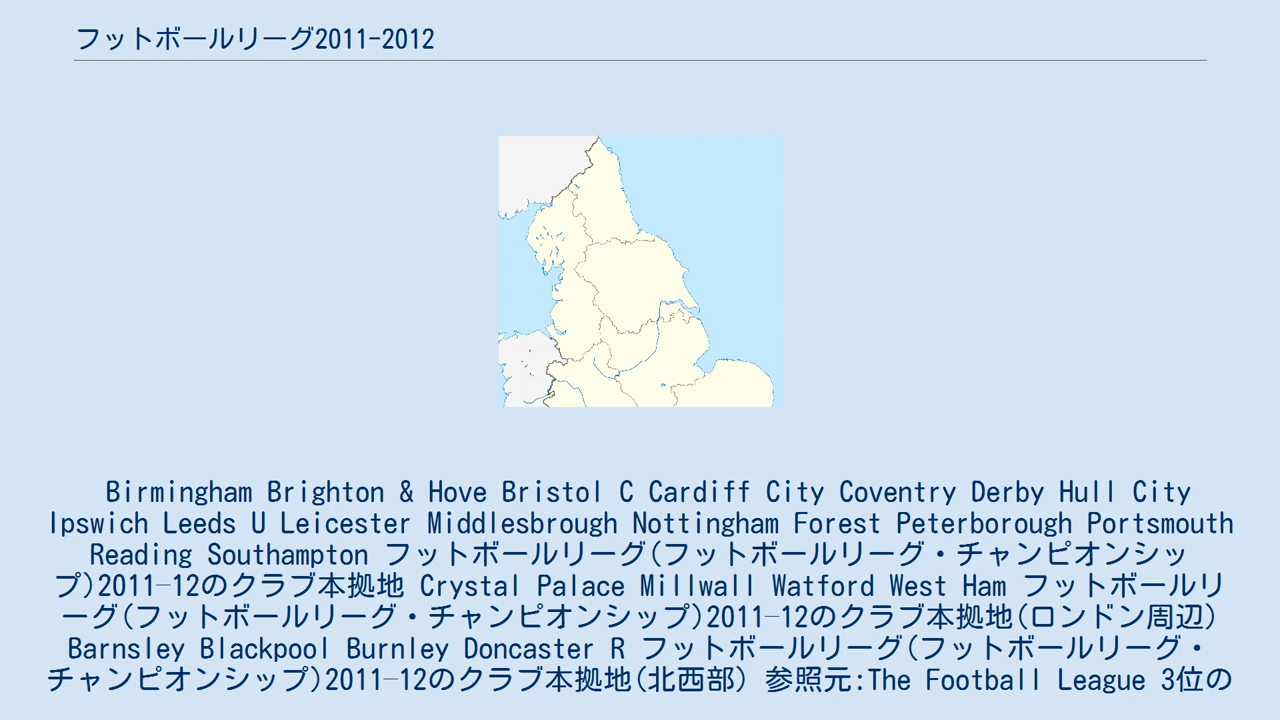 フットボールリーグ2011-2012
Birmingham Brighton & Hove Bristol C Cardiff City Coventry Derby Hull City
Ipswich Leeds U Leicester Middlesbrough Nottingham Forest Peterborough Portsmouth
Reading Southampton フットボールリーグ(フットボールリーグ・チャンピオンシッ
プ)2011–12のクラブ本拠地 Crystal Palace Millwall Watford West Ham フットボールリ
ーグ(フットボールリーグ・チャンピオンシップ)2011–12のクラブ本拠地(ロンドン周辺)
Barnsley Blackpool Burnley Doncaster R フットボールリーグ(フットボールリーグ・
チャンピオンシップ)2011–12のクラブ本拠地(北西部) 参照元:The Football League 3位の